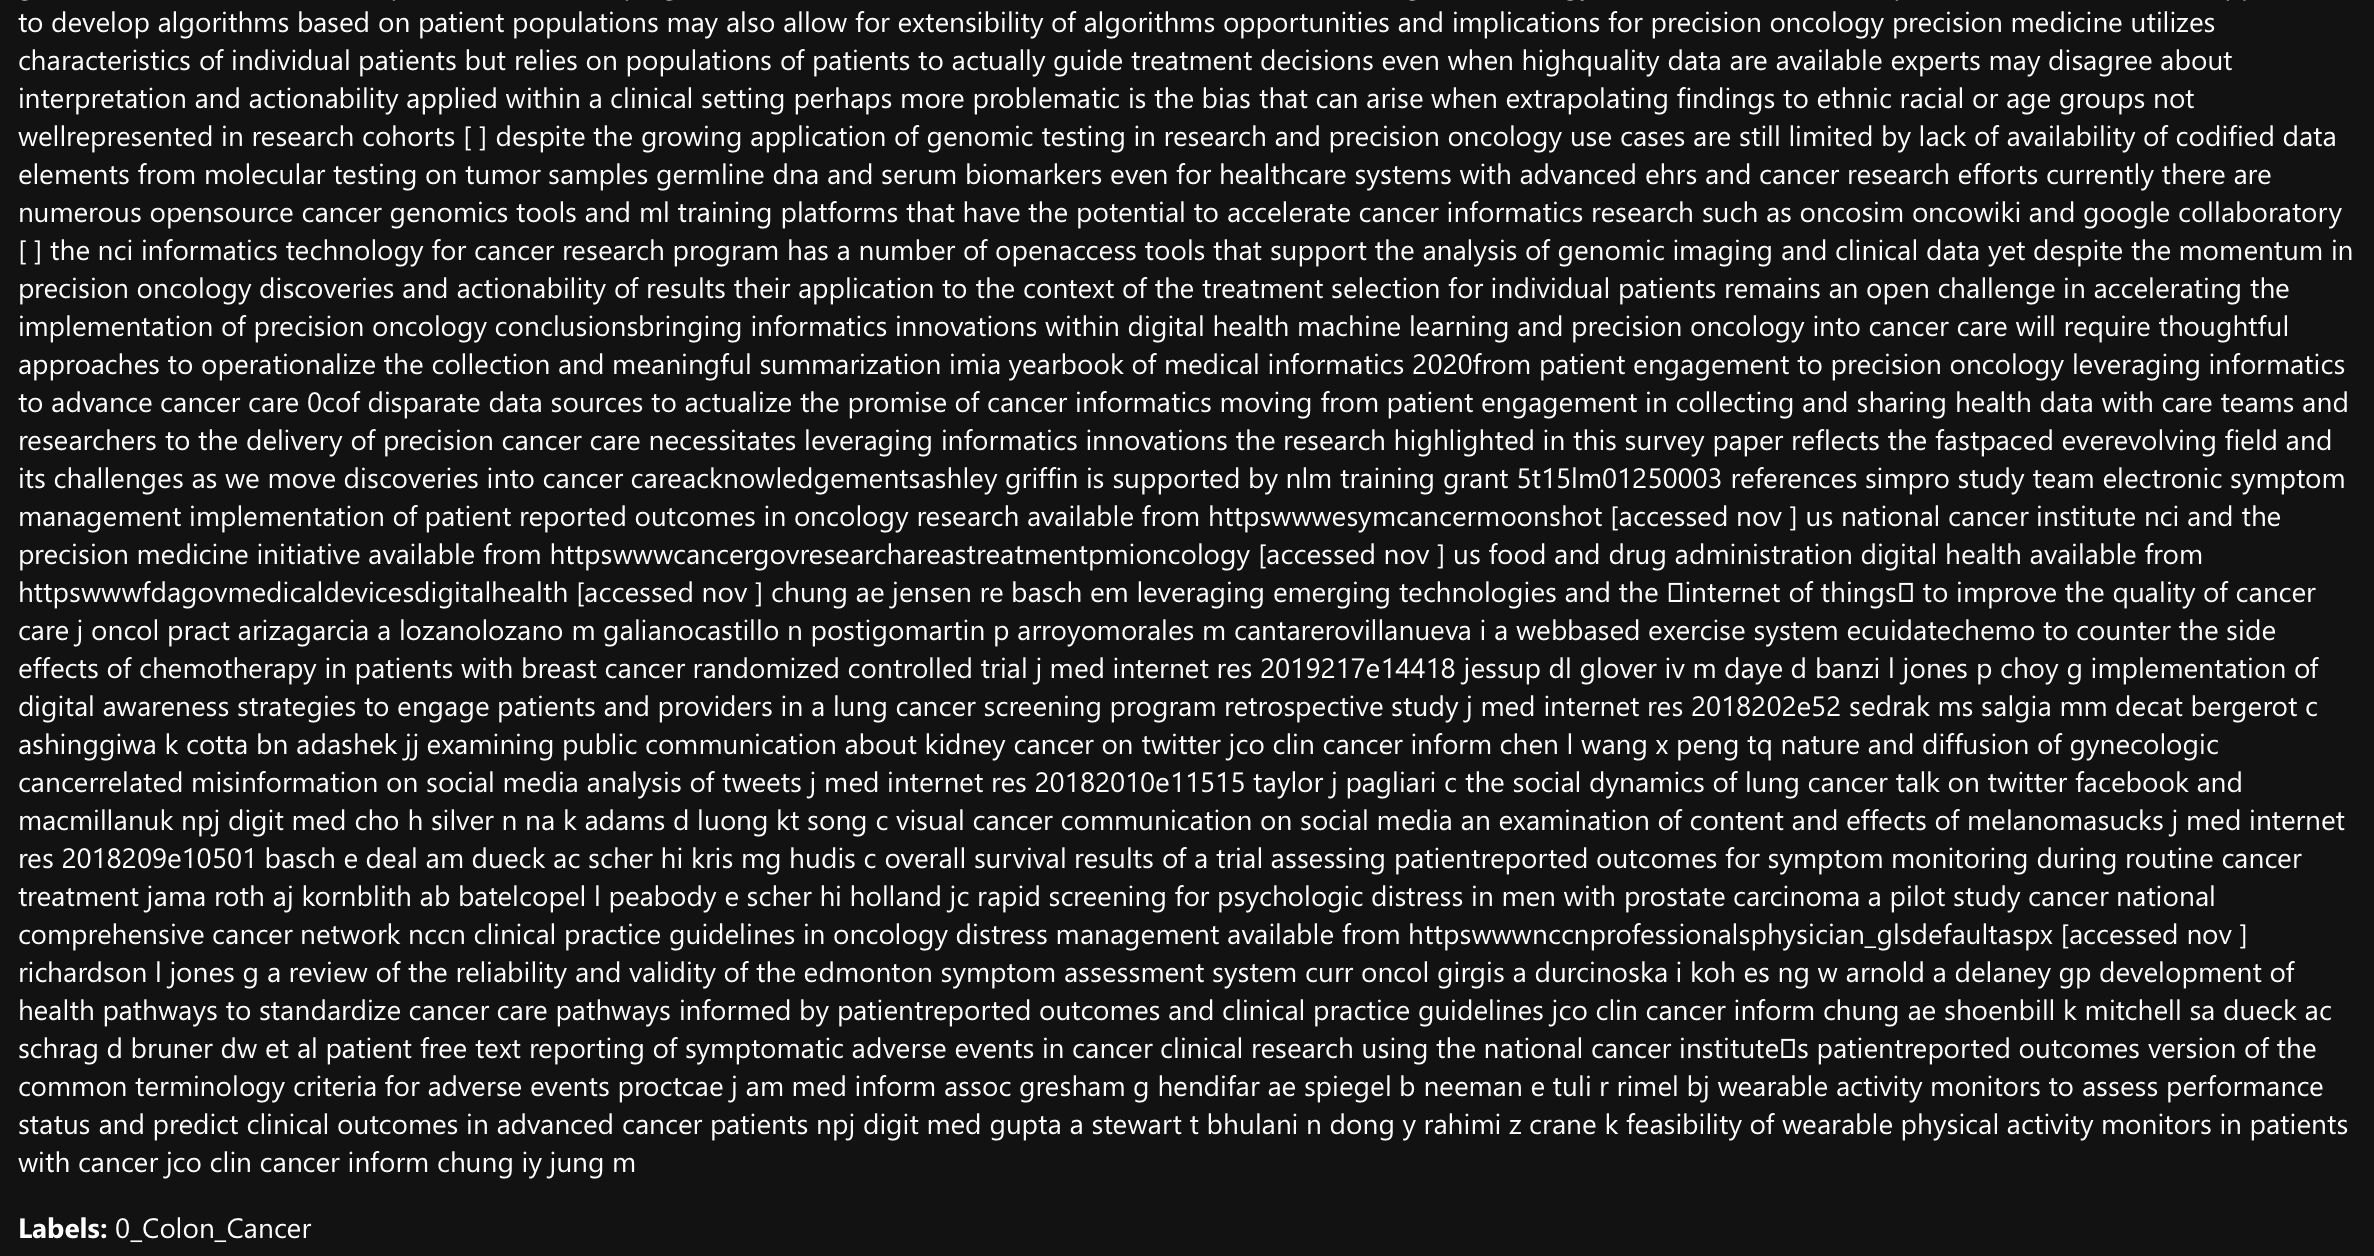 to develop algorithms based on patient populations may also allow for extensibility of algorithms opportunities and implications for precision oncology precision medicine utilizes
characteristics of individual patients but relies on populations of patients to actually guide treatment decisions even when highquality data are available experts may disagree about
interpretation and actionability applied within a clinical setting perhaps more problematic is the bias that can arise when extrapolating findings to ethnic racial or age groups not
wellrepresented in research cohorts [ ] despite the growing application of genomic testing in research and precision oncology use cases are still limited by lack of availability of codified data
elements from molecular testing on tumor samples germline dna and serum biomarkers even for healthcare systems with advanced ehrs and cancer research efforts currently there are
numerous opensource cancer genomics tools and ml training platforms that have the potential to accelerate cancer informatics research such as oncosim oncowiki and google collaboratory
[ ] the nci informatics technology for cancer research program has a number of openaccess tools that support the analysis of genomic imaging and clinical data yet despite the momentum in
precision oncology discoveries and actionability of results their application to the context of the treatment selection for individual patients remains an open challenge in accelerating the
implementation of precision oncology conclusionsbringing informatics innovations within digital health machine learning and precision oncology into cancer care will require thoughtful
approaches to operationalize the collection and meaningful summarization imia yearbook of medical informatics 2020from patient engagement to precision oncology leveraging informatics
to advance cancer care 0cof disparate data sources to actualize the promise of cancer informatics moving from patient engagement in collecting and sharing health data with care teams and
researchers to the delivery of precision cancer care necessitates leveraging informatics innovations the research highlighted in this survey paper reflects the fastpaced everevolving field and
its challenges as we move discoveries into cancer careacknowledgementsashley griffin is supported by nlm training grant 5t15lm01250003 references simpro study team electronic symptom
management implementation of patient reported outcomes in oncology research available from httpswwwesymcancermoonshot [accessed nov ] us national cancer institute nci and the
precision medicine initiative available from httpswwwcancergovresearchareastreatmentpmioncology [accessed nov ] us food and drug administration digital health available from
httpswwwfdagovmedicaldevicesdigitalhealth [accessed nov ] chung ae jensen re basch em leveraging emerging technologies and the □internet of things□ to improve the quality of cancer
care j oncol pract arizagarcia a lozanolozano m galianocastillo n postigomartin p arroyomorales m cantarerovillanueva i a webbased exercise system ecuidatechemo to counter the side
effects of chemotherapy in patients with breast cancer randomized controlled trial j med internet res 2019217e14418 jessup dl glover iv m daye d banzi l jones p choy g implementation of
digital awareness strategies to engage patients and providers in a lung cancer screening program retrospective study j med internet res 2018202e52 sedrak ms salgia mm decat bergerot c
ashinggiwa k cotta bn adashek jj examining public communication about kidney cancer on twitter jco clin cancer inform chen l wang x peng tq nature and diffusion of gynecologic
cancerrelated misinformation on social media analysis of tweets j med internet res 20182010e11515 taylor j pagliari c the social dynamics of lung cancer talk on twitter facebook and
macmillanuk npj digit med cho h silver n na k adams d luong kt song c visual cancer communication on social media an examination of content and effects of melanomasucks j med internet
res 2018209e10501 basch e deal am dueck ac scher hi kris mg hudis c overall survival results of a trial assessing patientreported outcomes for symptom monitoring during routine cancer
treatment jama roth aj kornblith ab batelcopel l peabody e scher hi holland jc rapid screening for psychologic distress in men with prostate carcinoma a pilot study cancer national
comprehensive cancer network nccn clinical practice guidelines in oncology distress management available from httpswwwnccnprofessionalsphysician_glsdefaultaspx [accessed nov ]
richardson l jones g a review of the reliability and validity of the edmonton symptom assessment system curr oncol girgis a durcinoska i koh es ng w arnold a delaney gp development of
health pathways to standardize cancer care pathways informed by patientreported outcomes and clinical practice guidelines jco clin cancer inform chung ae shoenbill k mitchell sa dueck ac
schrag d bruner dw et al patient free text reporting of symptomatic adverse events in cancer clinical research using the national cancer institute□s patientreported outcomes version of the
common terminology criteria for adverse events proctcae j am med inform assoc gresham g hendifar ae spiegel b neeman e tuli r rimel bj wearable activity monitors to assess performance
status and predict clinical outcomes in advanced cancer patients npj digit med gupta a stewart t bhulani n dong y rahimi z crane k feasibility of wearable physical activity monitors in patients
with cancer jco clin cancer inform chung iy jung m
Labels: 0_Colon_Cancer